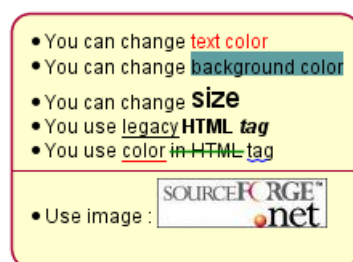 • You can change text color
• You can change background color
• You can change size
• You use legacy HTML tag
• You use color in HTML tag
• Use image : SOURCEFORGE™
.net